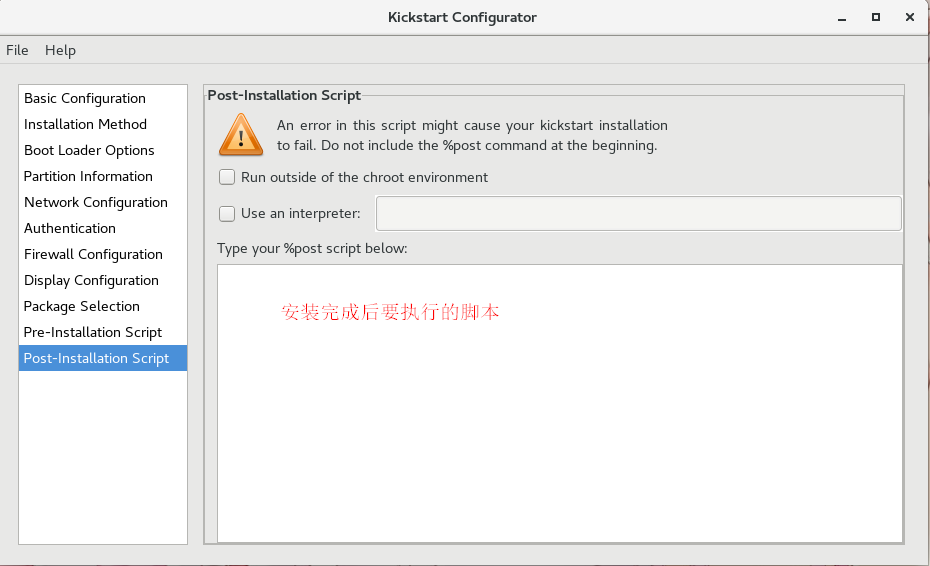 Kickstart Configurator
File Help
Basic Configuration
Installation Method
Boot Loader Options
Partition Information
Network Configuration
Authentication
Firewall Configuration
Display Configuration
Package Selection
Pre-Installation Script
Post-Installation Script
Post-Installation Script
An error in this script might cause your kickstart installation
to fail. Do not include the %post command at the beginning.
Run outside of the chroot environment
Use an interpreter:
Type your %post script below:
安装完成后要执行的脚本